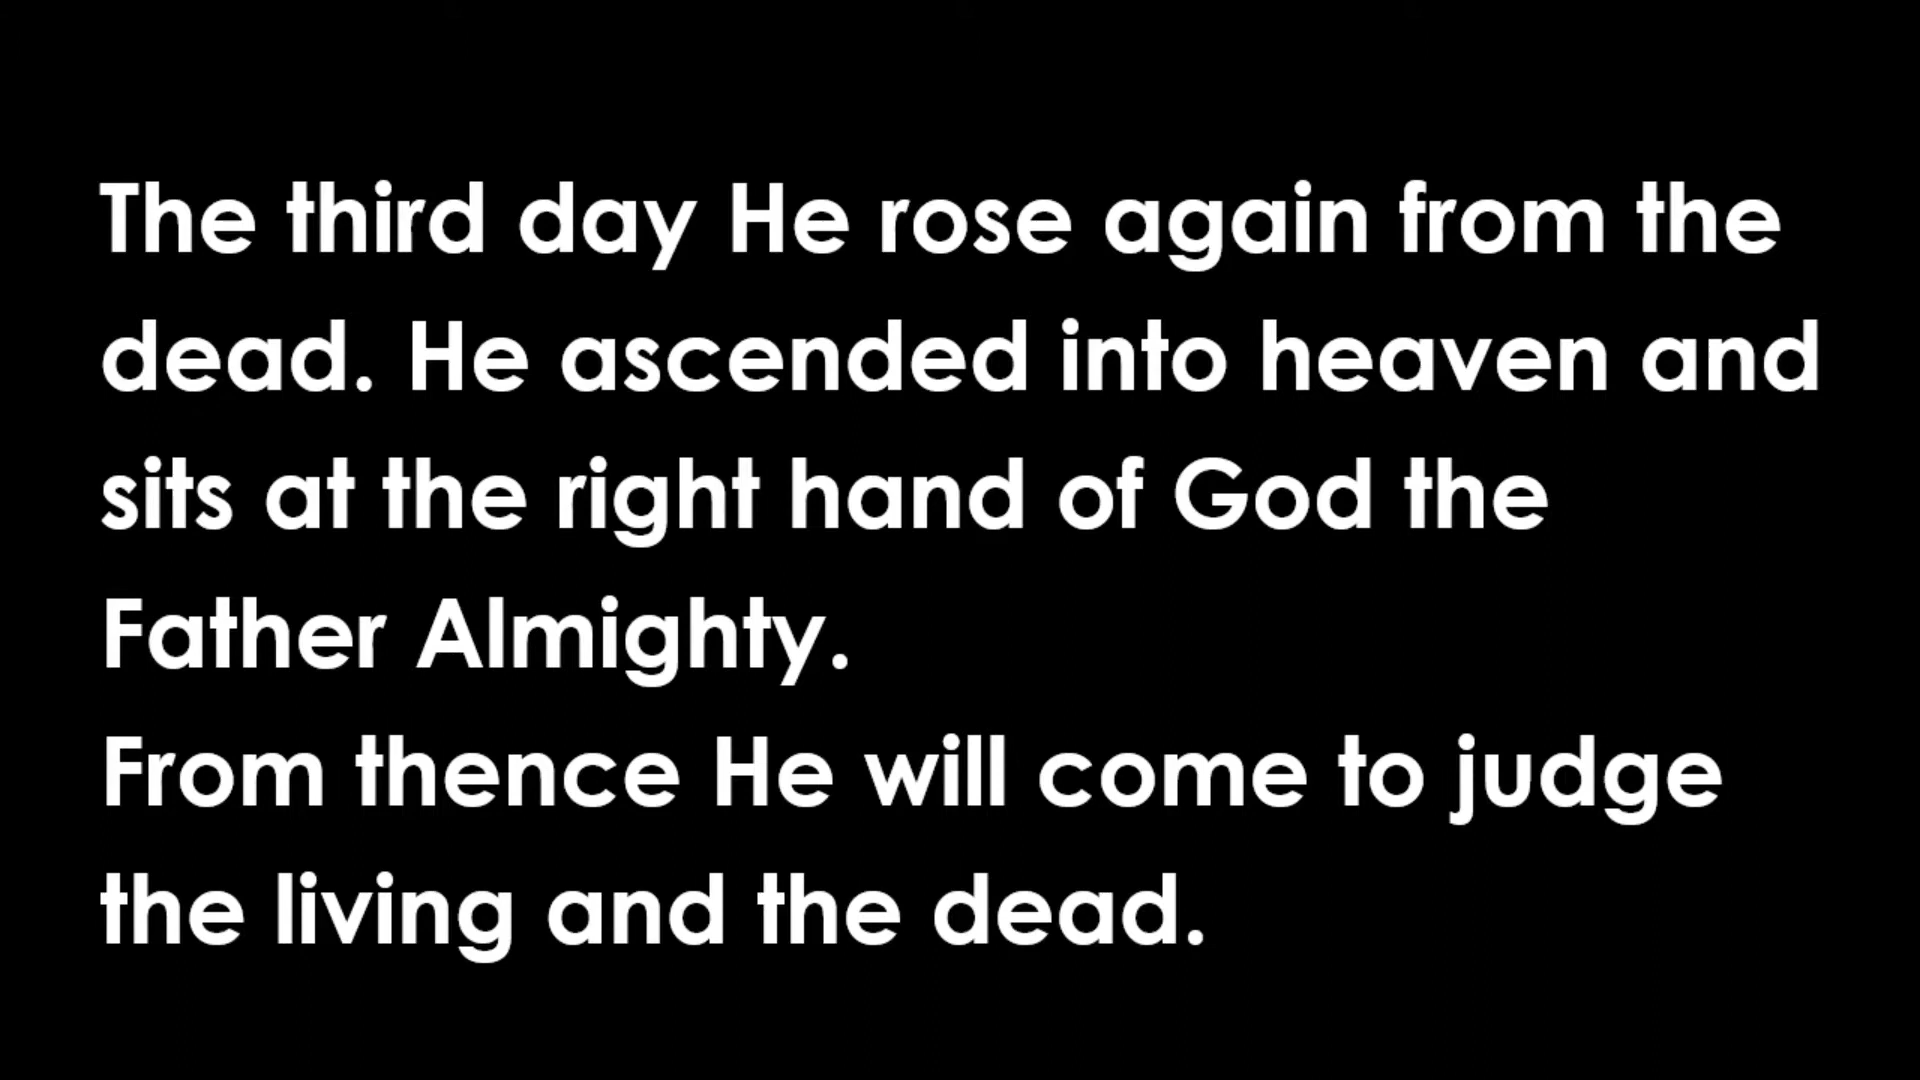 The third day He rose again from the
dead. He ascended into heaven and
sits at the right hand of God the
Father Almighty.
From thence He will come to judge
the living and the dead.